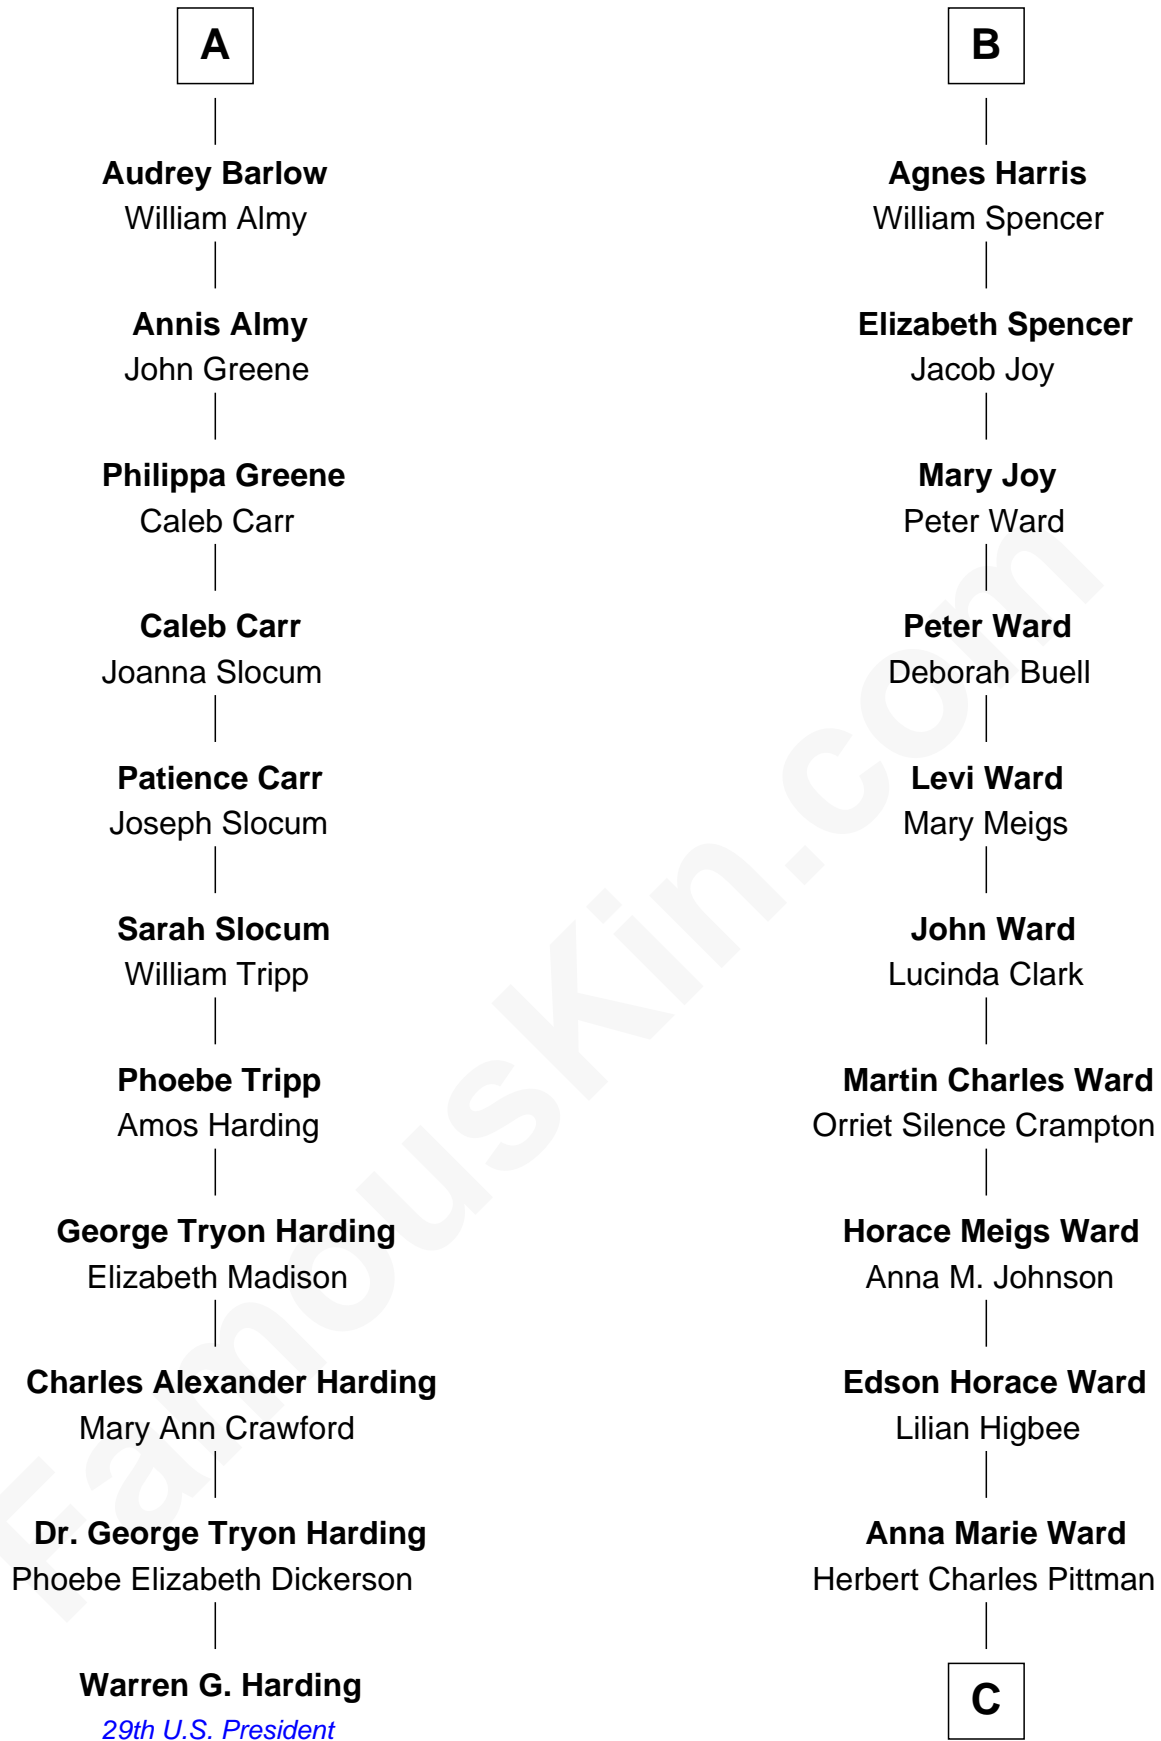 A
Audrey Barlow
William Almy
Annis Almy
John Greene
Philippa Greene
Caleb Carr
Caleb Carr
Joanna Slocum
Patience Carr
Joseph Slocum
Sarah Slocum
William Tripp
Phoebe Tripp
Amos Harding
George Tryon Harding
Elizabeth Madison
Charles Alexander Harding
Mary Ann Crawford
Dr. George Tryon Harding
Phoebe Elizabeth Dickerson
Warren G. Harding
29th U.S. President
B
Agnes Harris
William Spencer
Elizabeth Spencer
Jacob Joy
Mary Joy
Peter Ward
Peter Ward
Deborah Buell
Levi Ward
Mary Meigs
John Ward
Lucinda Clark
Martin Charles Ward
Orriet Silence Crampton
Horace Meigs Ward
Anna M. Johnson
Edson Horace Ward
Lilian Higbee
Anna Marie Ward
Herbert Charles Pittman
C
FamousKin.com